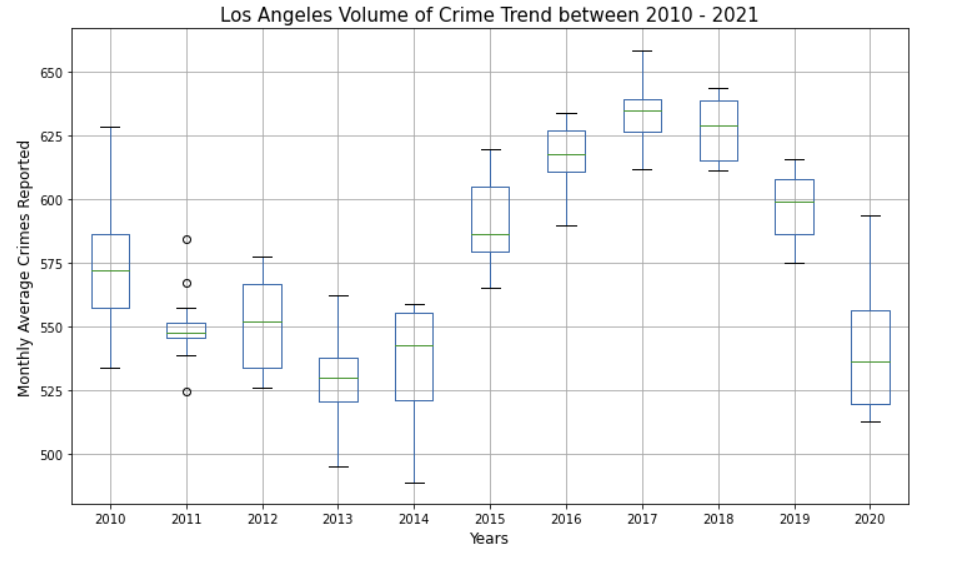 Los Angeles Volume of Crime Trend between 2010 - 2021
Monthly Average Crimes Reported
650
625
600
575
550
525
500
2010 2011 2012 2013 2014 2015 2016 2017 2018 2019 2020
Years